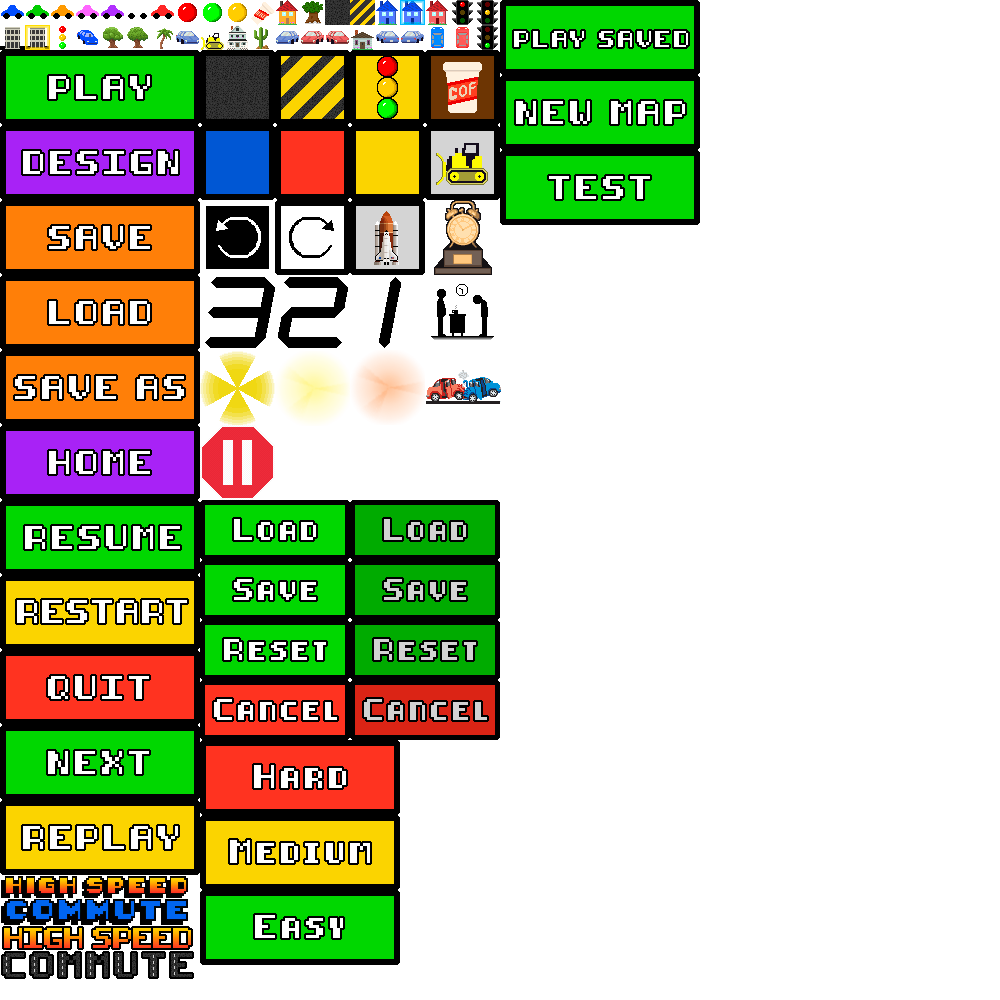 PLAY
DESIGN
SAVE
LOAD
SAVE AS
HOME
RESUME
RESTART
QUIT
NEXT
REPLAY
HIGH SPEED
COMMUTE
HIGH SPEED
COMMUTE
COF
321
LOAD
LOAD
SAVE
SAVE
RESET
RESET
CANCEL
CANCEL
HARD
MEDIUM
EASY
PLAY SAVED
NEW MAP
TEST